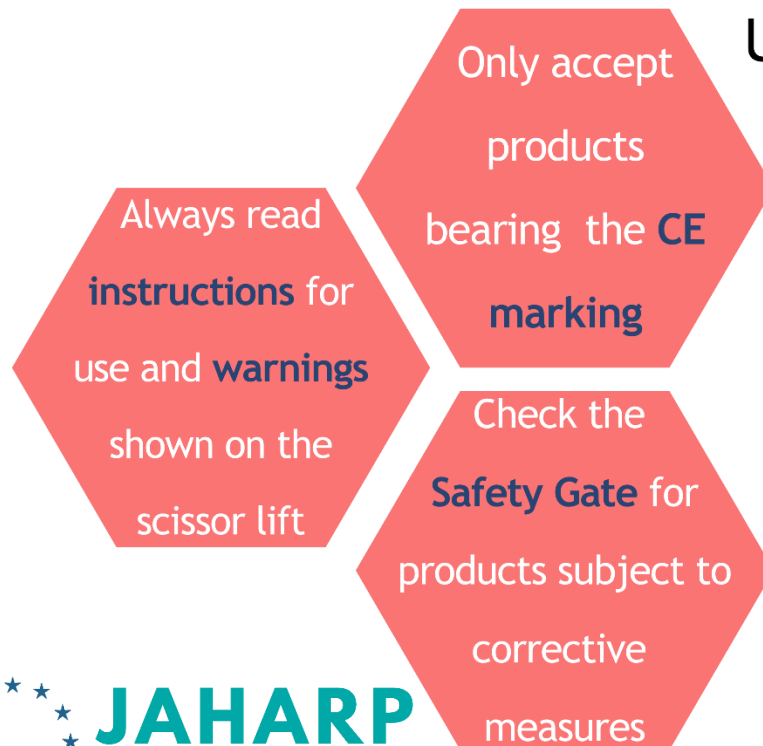 Only accept
products
bearing the CE
marking
Always read
instructions for
use and warnings
shown on the
scissor lift
Check the
Safety Gate for
products subject to
corrective
measures
JAHARP